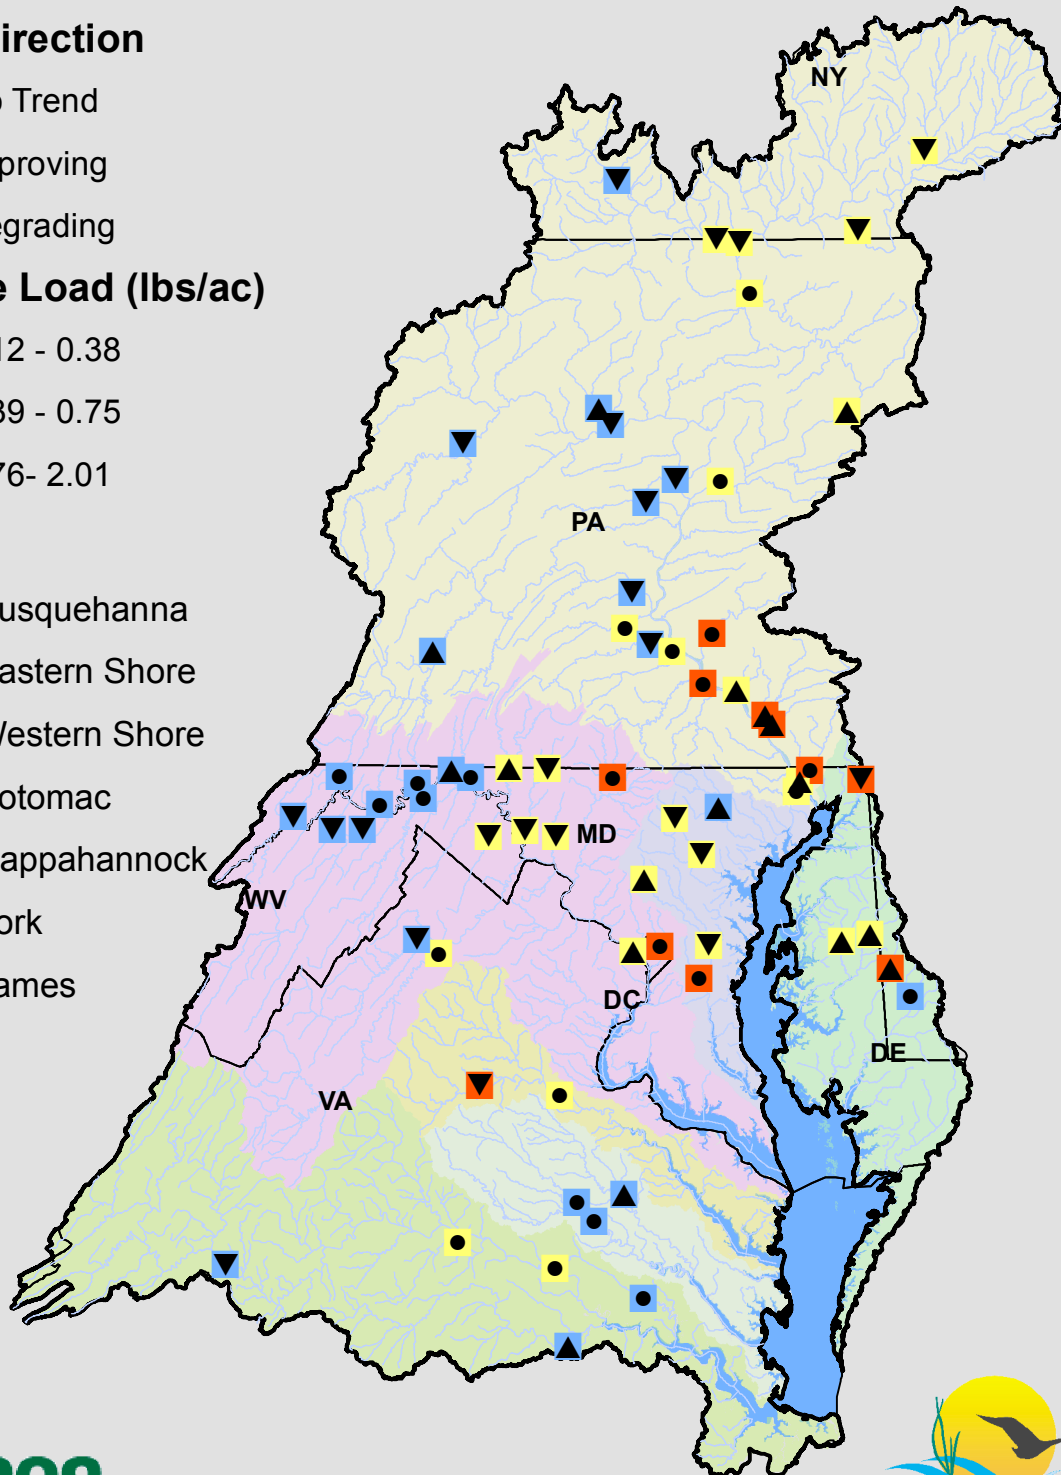 irection
Trend
proving
egrading
e Load (lbs/ac)
12 - 0.38
39 - 0.75
76- 2.01
usquehanna
astern Shore
Western Shore
otomac
appahannock
ork
ames
NY
PA
MD
WV
DC
DE
VA